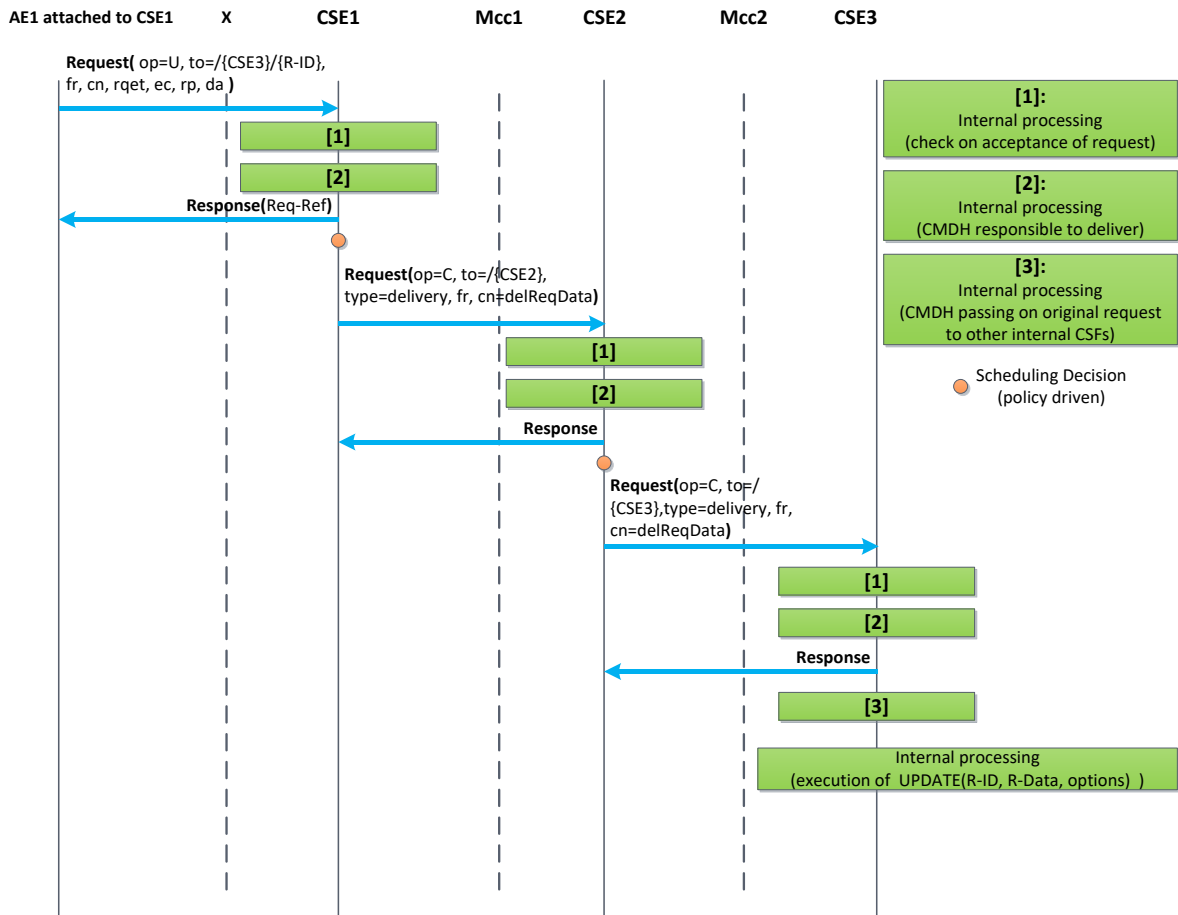 AE1 attached to CSE1 X CSE1 Mcc1 CSE2 Mcc2 CSE3
Request( op=U, to=/{CSE3}/{R-ID},
fr, cn, rqet, ec, rp, da )
[1]:
Internal processing
(check on acceptance of request)
[1]
[2]
[2]:
Internal processing
(CMDH responsible to deliver)
Response(Req-Ref)
Request(op=C, to=/{CSE2},
type=delivery, fr, cn=delReqData)
[3]:
Internal processing
(CMDH passing on original request
to other internal CSFs)
[1]
[2]
Scheduling Decision
(policy driven)
Response
Request(op=C, to=/
{CSE3},type=delivery, fr,
cn=delReqData)
[1]
[2]
Response
[3]
Internal processing
(execution of UPDATE(R-ID, R-Data, options) )